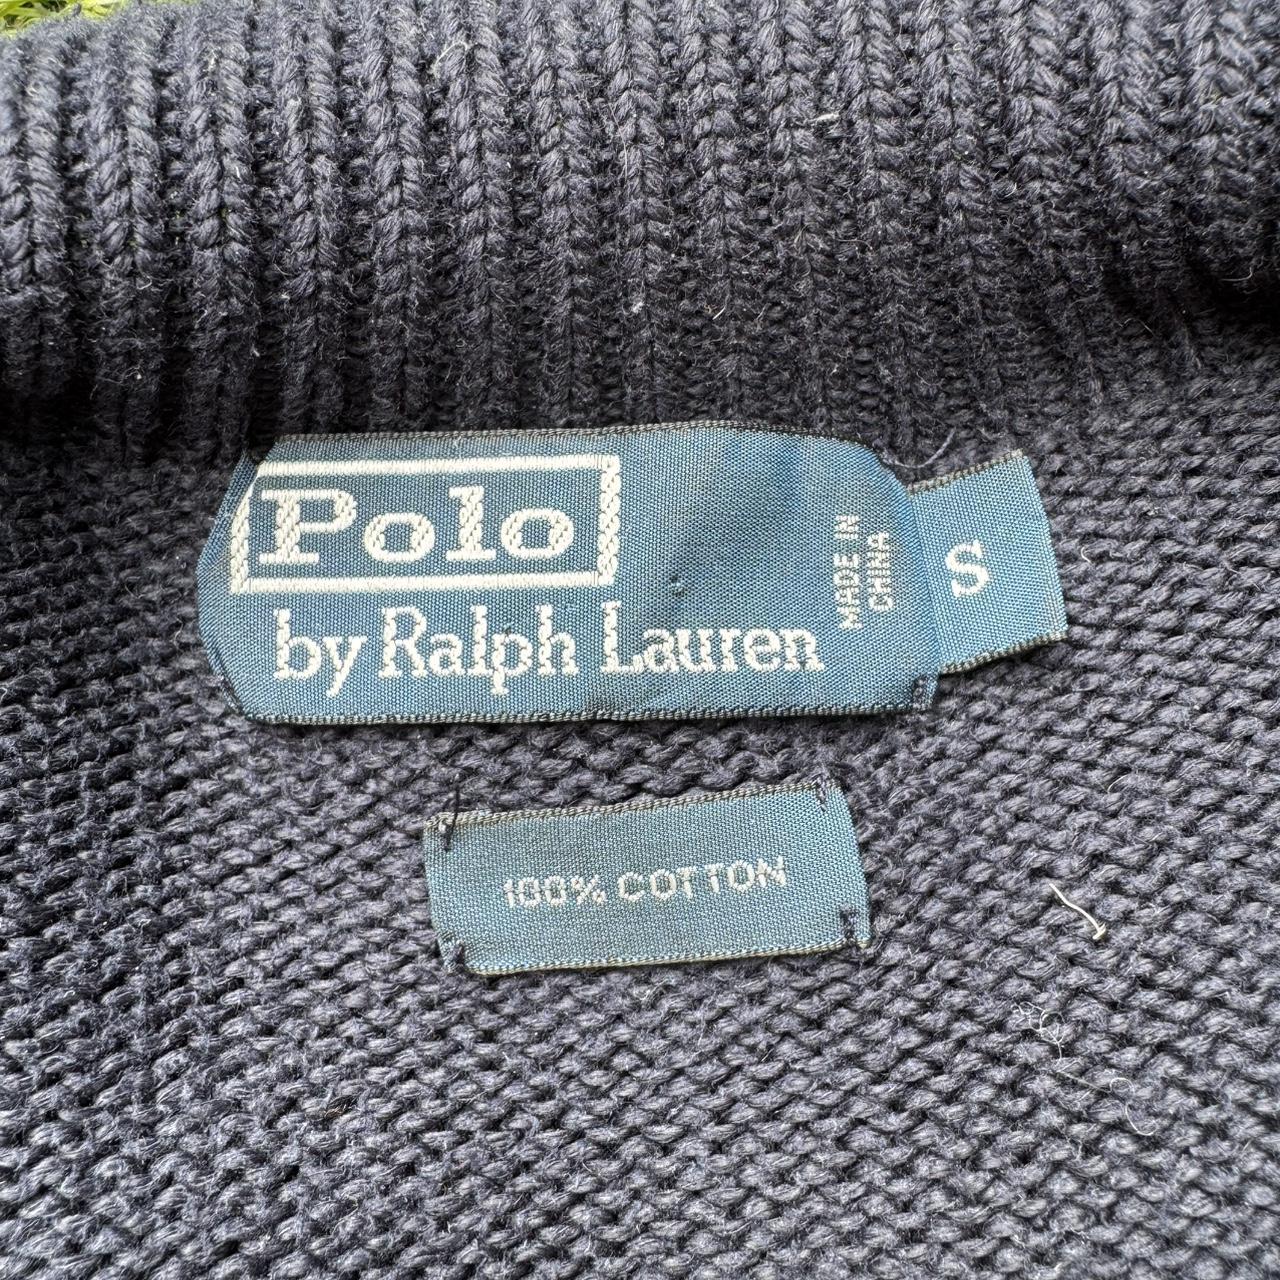 Polo
by Ralph Lauren
MADE IN
CHINA
S
100% COTTON